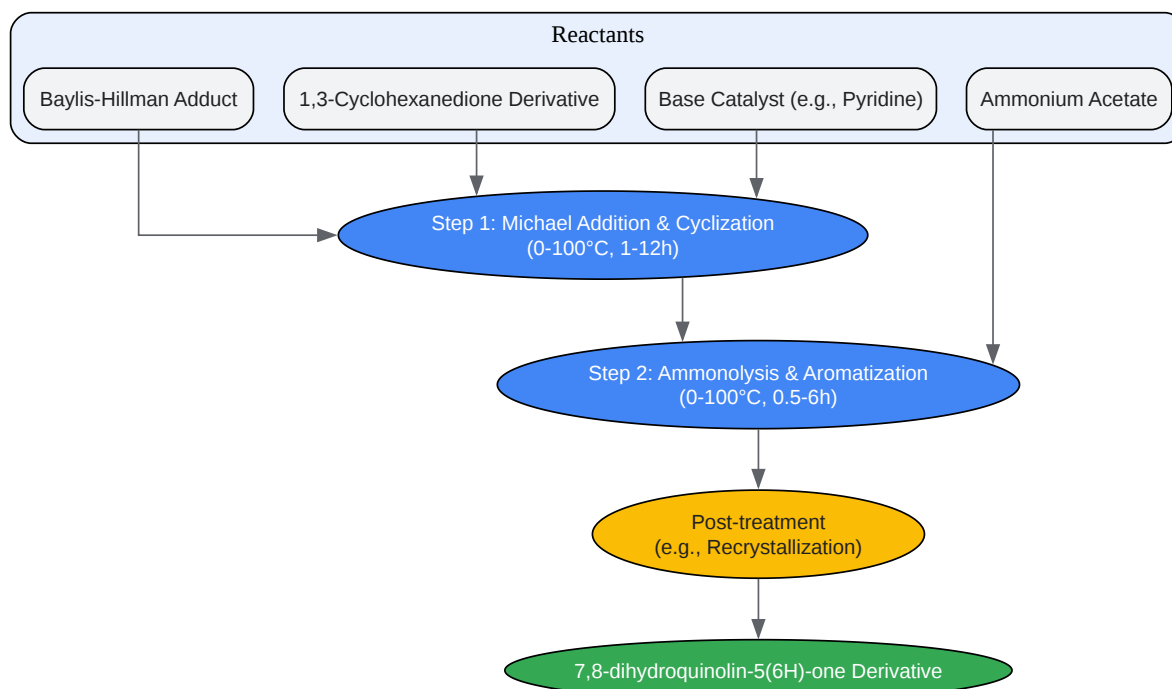 Reactants
Baylis-Hillman Adduct
1,3-Cyclohexanedione Derivative
Base Catalyst (e.g., Pyridine)
Ammonium Acetate
Step 1: Michael Addition & Cyclization
(0-100°C, 1-12h)
Step 2: Ammonolysis & Aromatization
(0-100°C, 0.5-6h)
Post-treatment
(e.g., Recrystallization)
7,8-dihydroquinolin-5(6H)-one Derivative